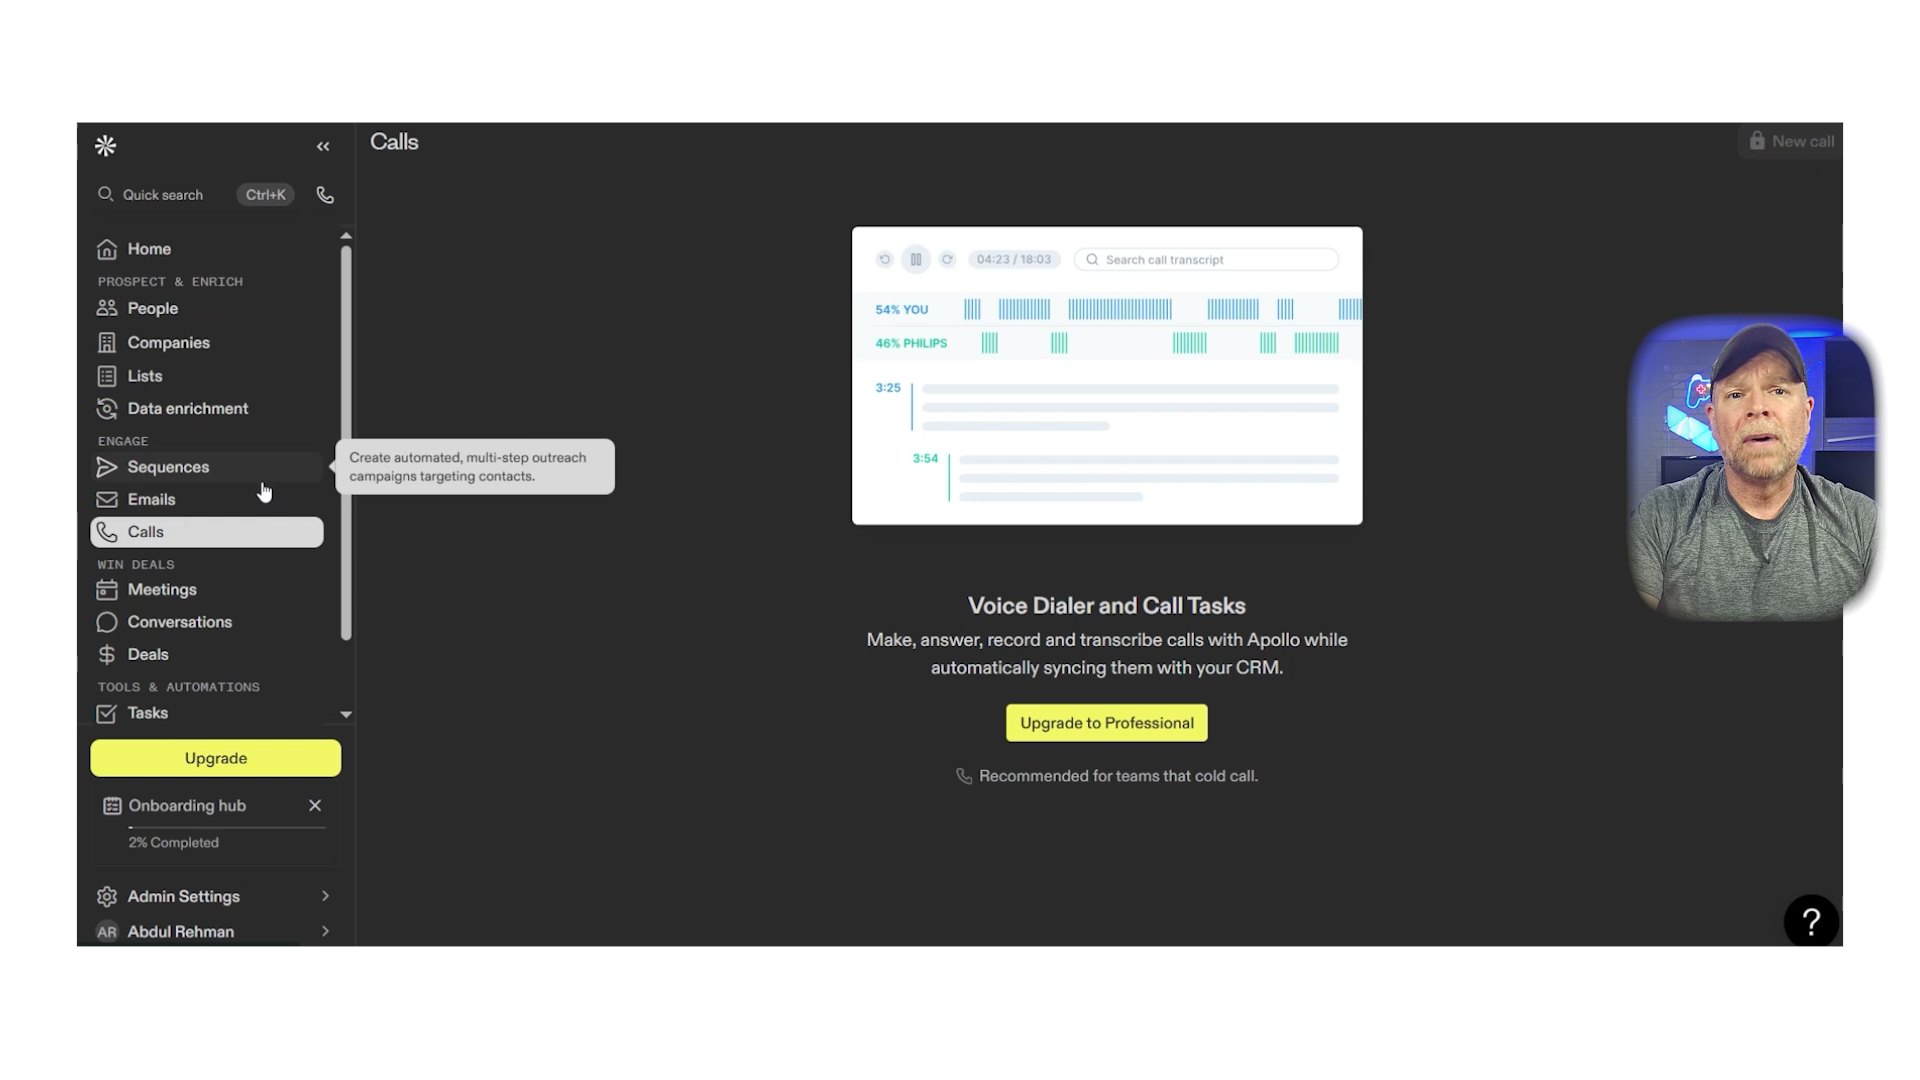 Calls
New call
Quick search
Ctrl+K
Home
PROSPECT & ENRICH
People
Companies
Lists
Data enrichment
ENGAGE
Sequences
Emails
Calls
WIN DEALS
Meetings
Conversations
Deals
TOOLS & AUTOMATIONS
Tasks
Upgrade
Onboarding hub
2% Completed
Admin Settings
AR
Abdul Rehman
Create automated, multi-step outreach
campaigns targeting contacts.
04:23 / 18:03
Search call transcript
54% YOU
46% PHILIPS
3:25
3:54
Voice Dialer and Call Tasks
Make, answer, record and transcribe calls with Apollo while
automatically syncing them with your CRM.
Upgrade to Professional
Recommended for teams that cold call.
?